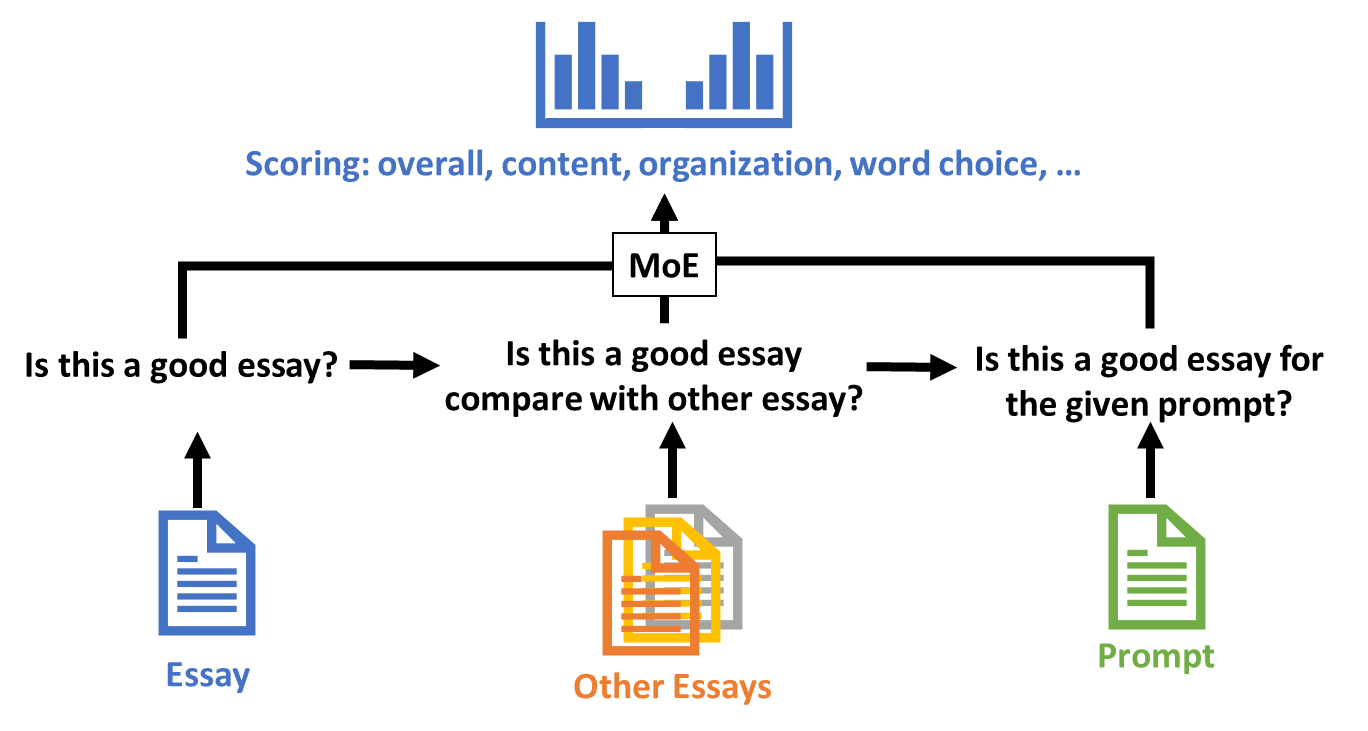 Scoring: overall, content, organization, word choice, ...
MoE
Is this a good essay?
Is this a good essay
compare with other essay?
Is this a good essay for
the given prompt?
Essay
Other Essays
Prompt